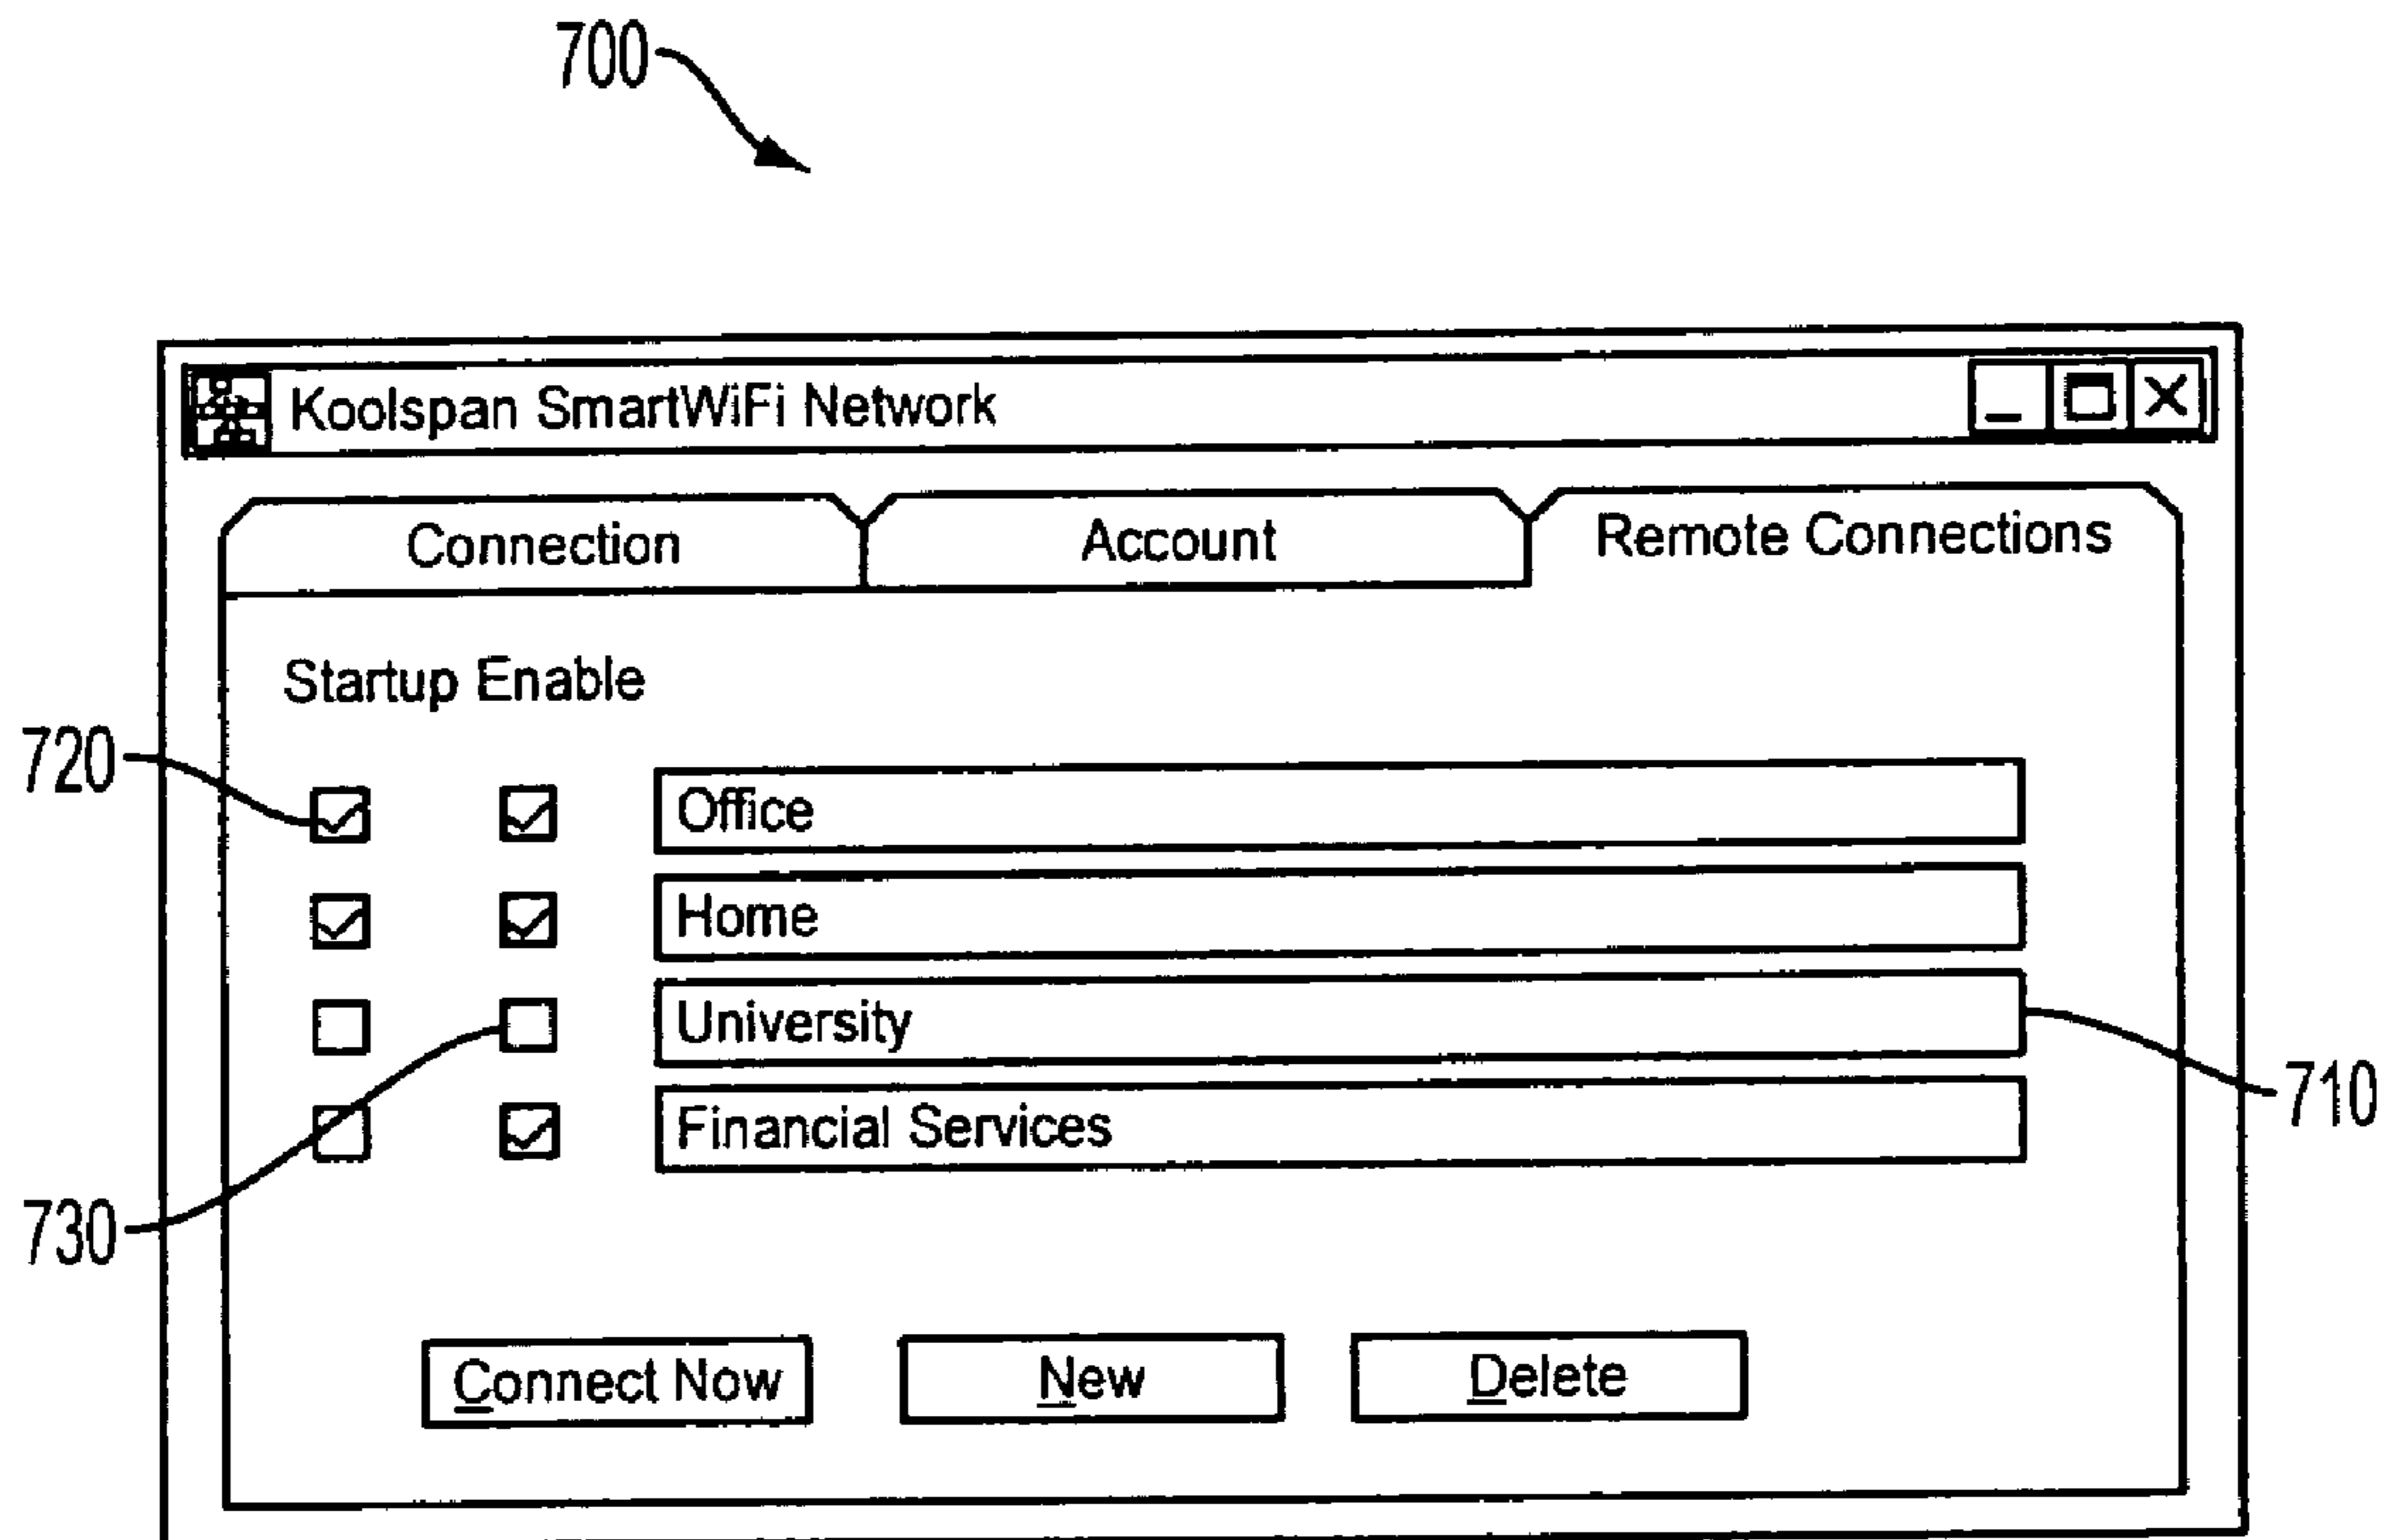 700
Koolspan SmartWiFi Network
Connection Account Remote Connections
Startup Enable
720
Office
Home
University
710
Financial Services
730
Connect Now New Delete